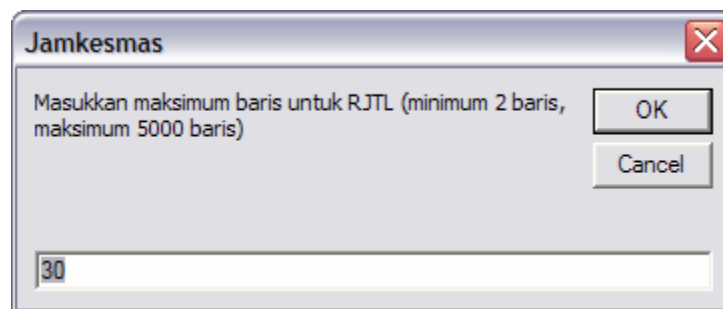 Jamkesmas
Masukkan maksimum baris untuk RJTL (minimum 2 baris,
maksimum 5000 baris)
OK
Cancel
30